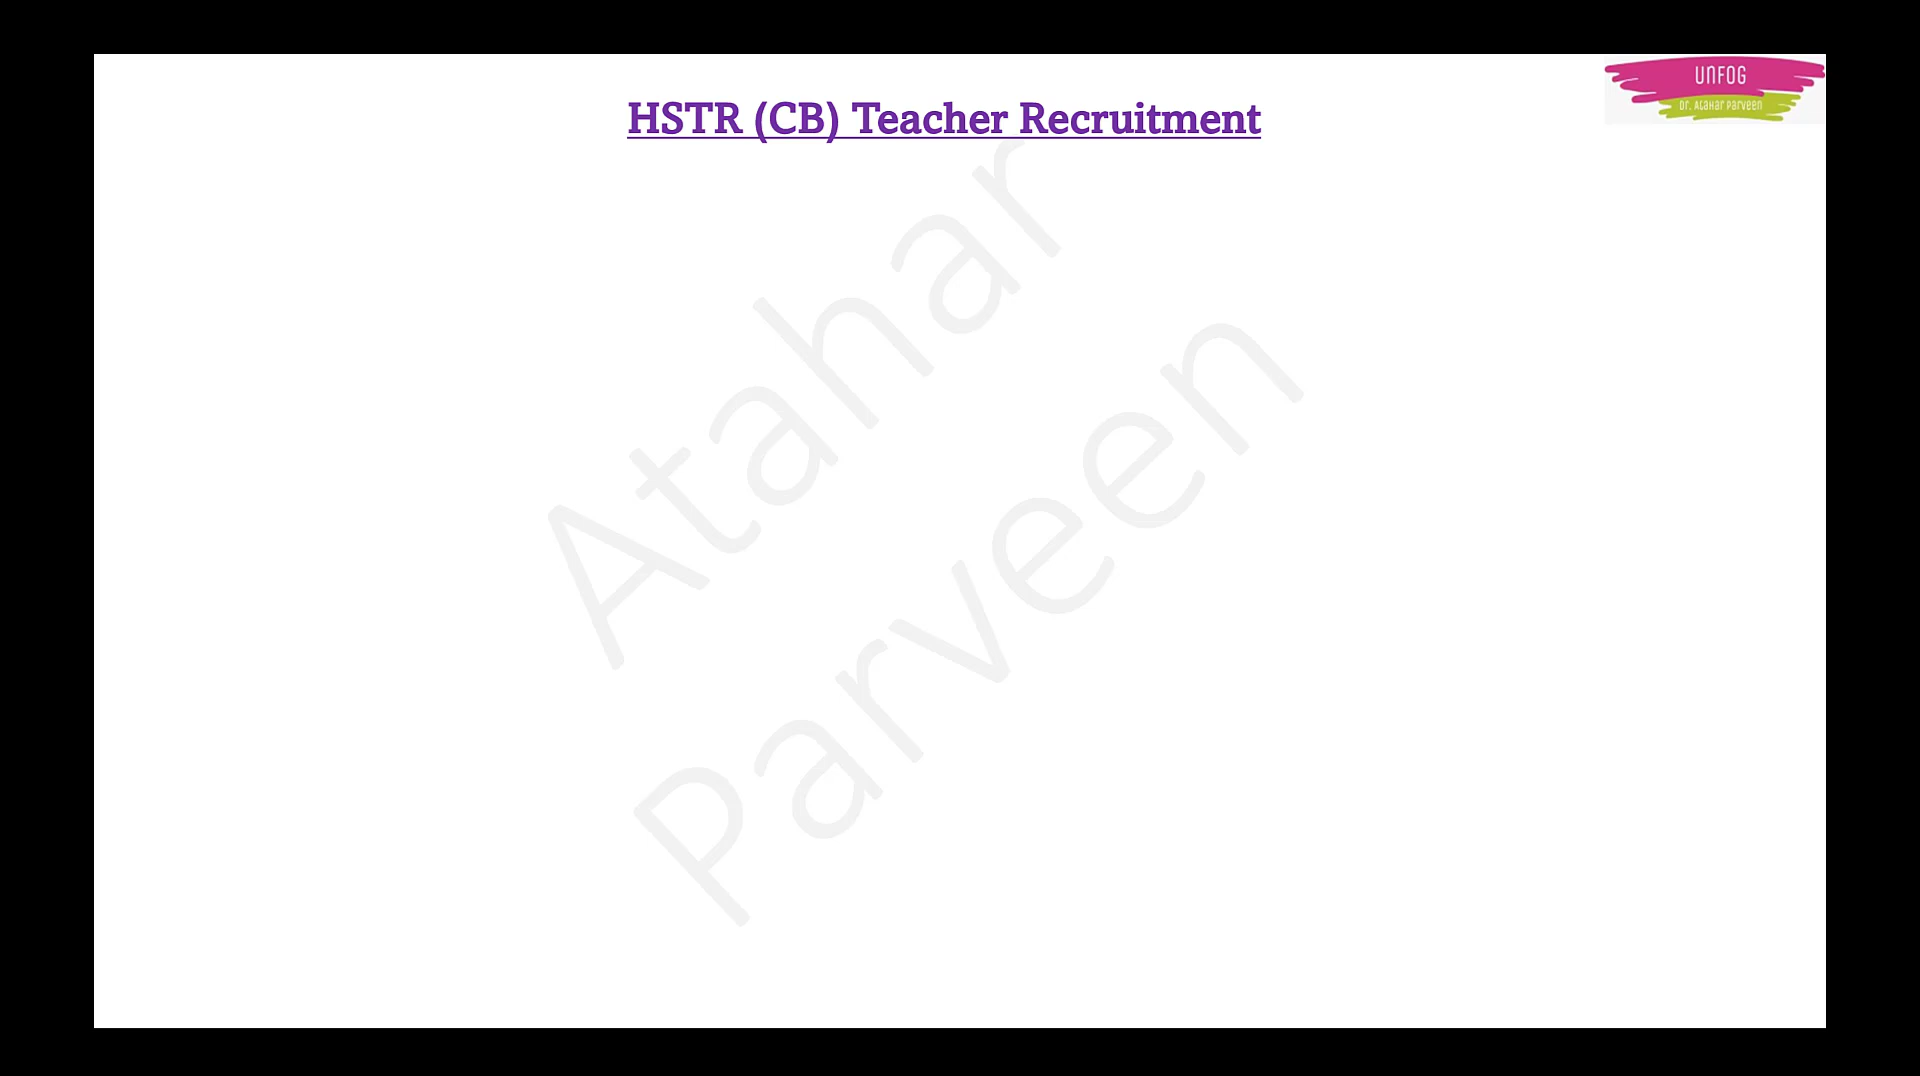 UNFOG
Dr. Atahar Parveen
HSTR (CB) Teacher Recruitment
Atahar
Parveen